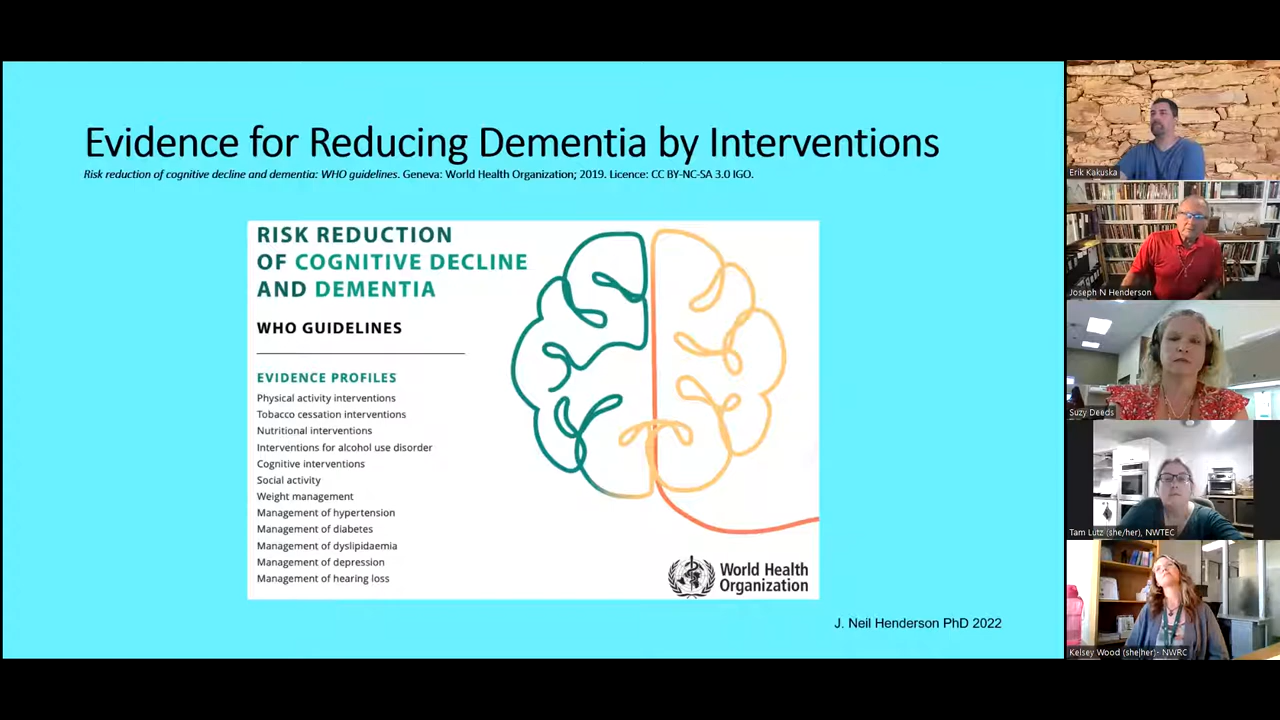 Evidence for Reducing Dementia by Interventions
Risk reduction of cognitive decline and dementia: WHO guidelines. Geneva: World Health Organization; 2019. Licence: CC BY-NC-SA 3.0 IGO.
RISK REDUCTION
OF COGNITIVE DECLINE
AND DEMENTIA
WHO GUIDELINES
EVIDENCE PROFILES
Physical activity interventions
Tobacco cessation interventions
Nutritional interventions
Interventions for alcohol use disorder
Cognitive interventions
Social activity
Weight management
Management of hypertension
Management of diabetes
Management of dyslipidaemia
Management of depression
Management of hearing loss
World Health
Organization
J. Neil Henderson PhD 2022
Erik Kakuska
Joseph N Henderson
Suzy Deeds
Tam Lutz (she/her), NWTEC
Kelsey Wood (she|her)- NWRC